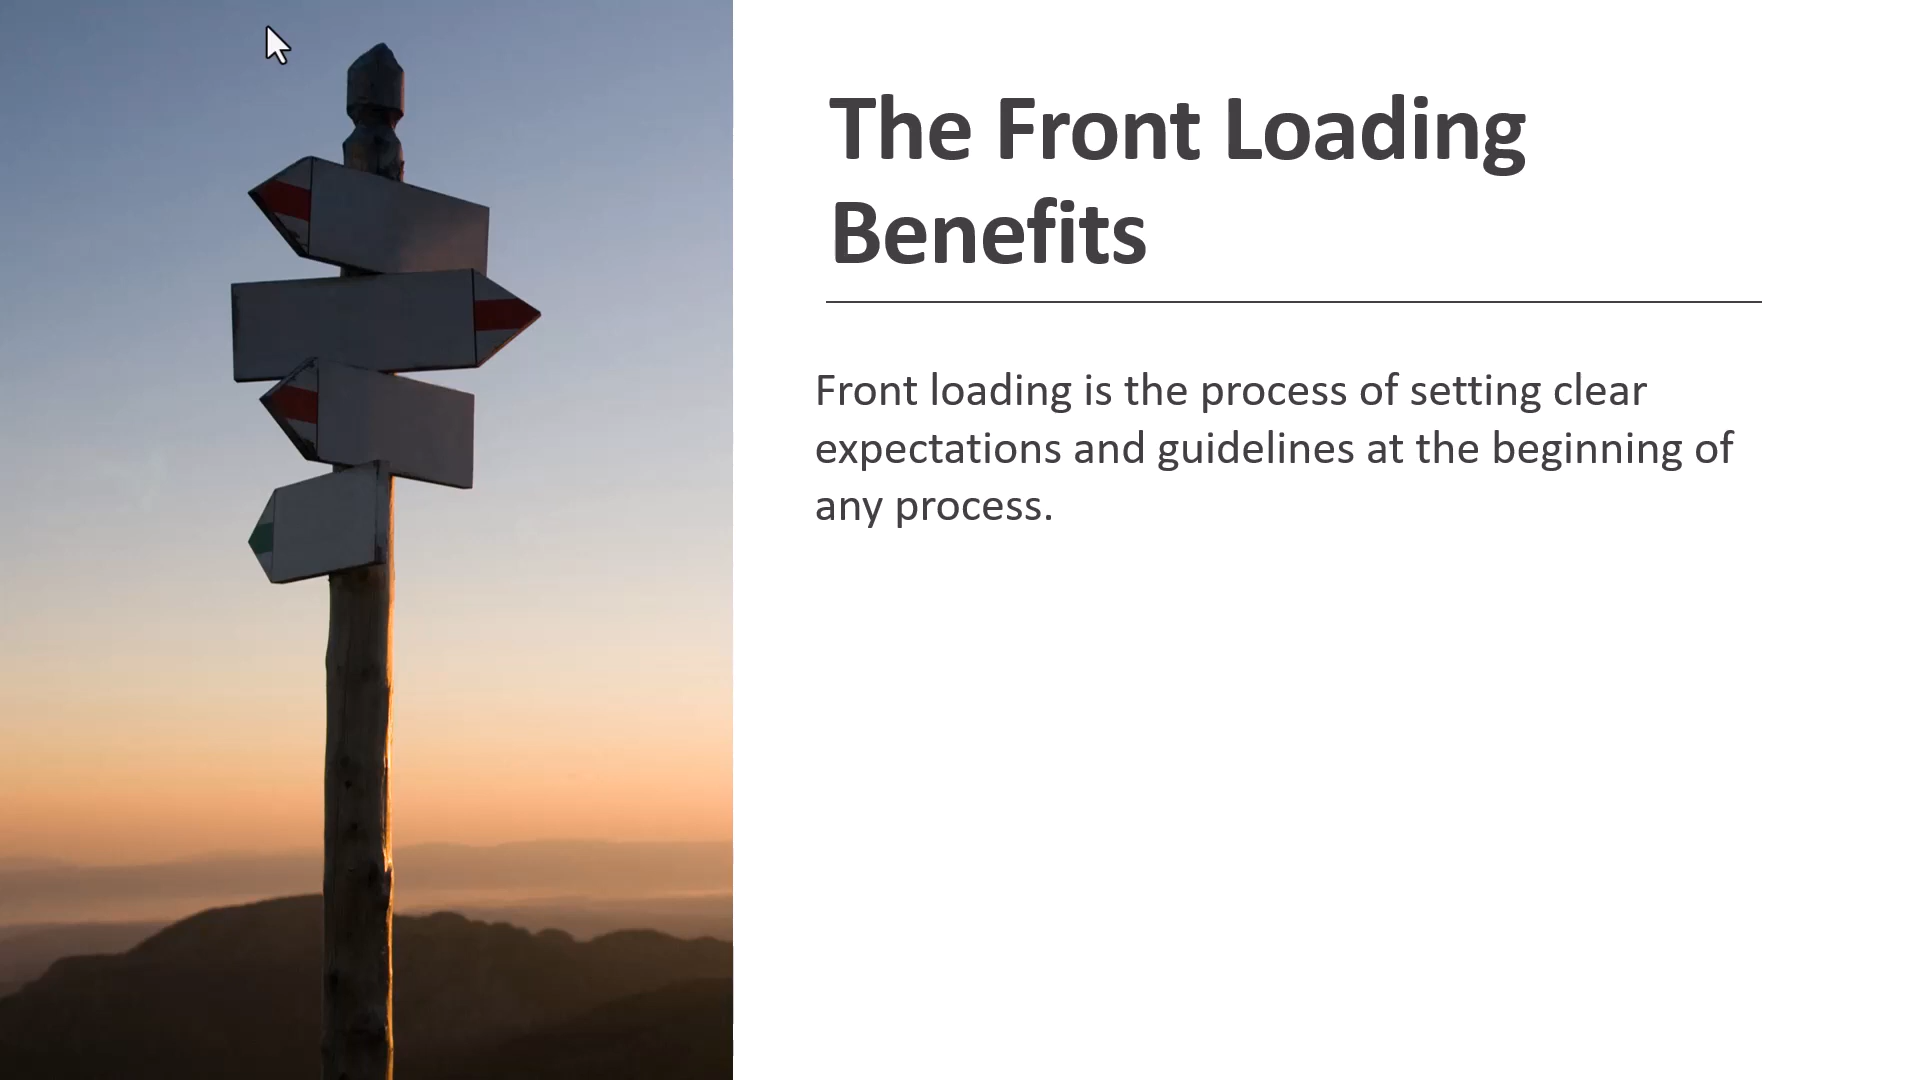 The Front Loading
Benefits
Front loading is the process of setting clear
expectations and guidelines at the beginning of
any process.